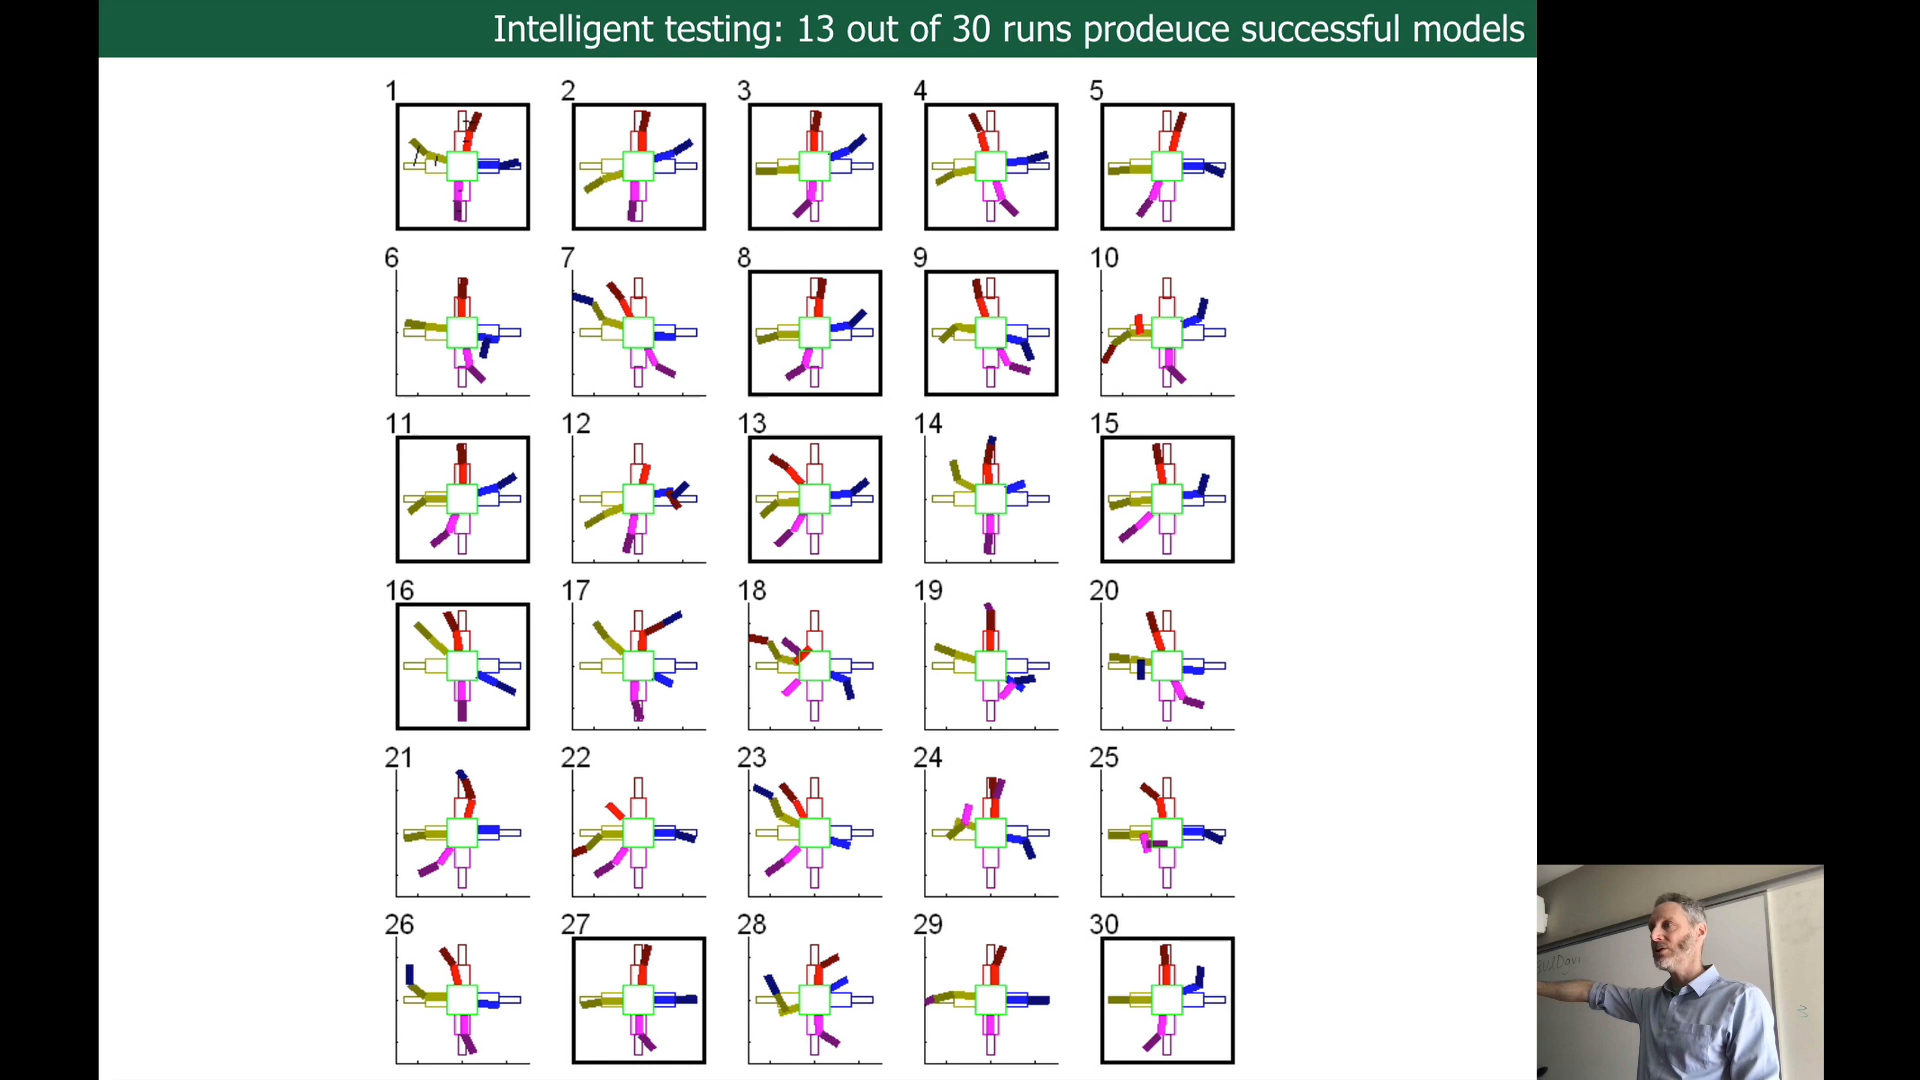 Intelligent testing: 13 out of 30 runs prodeuce successful models
1 2 3 4 5
6 7 8 9 10
11 12 13 14 15
16 17 18 19 20
21 22 23 24 25
26 27 28 29 30